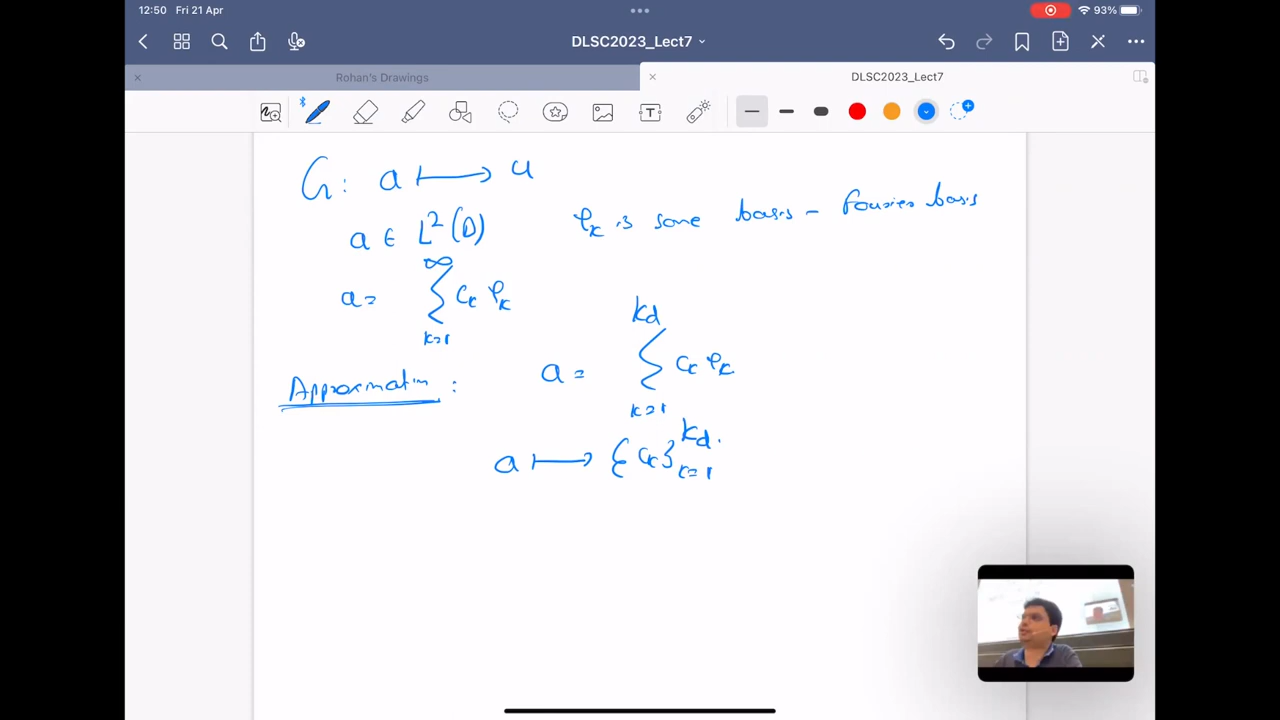 12:50 Fri 21 Apr
93%
DLSC2023_Lect7
Rohan's Drawings
DLSC2023_Lect7
G: a ⟼ u
a ∈ L²(D) φ_k is some basis - fourier basis
a = ∑_{k=1}^{∞} c_k φ_k
Approximatin : a = ∑_{k=1}^{k_d} c_k φ_k
a ⟼ {c_k}_{k=1}^{k_d}.